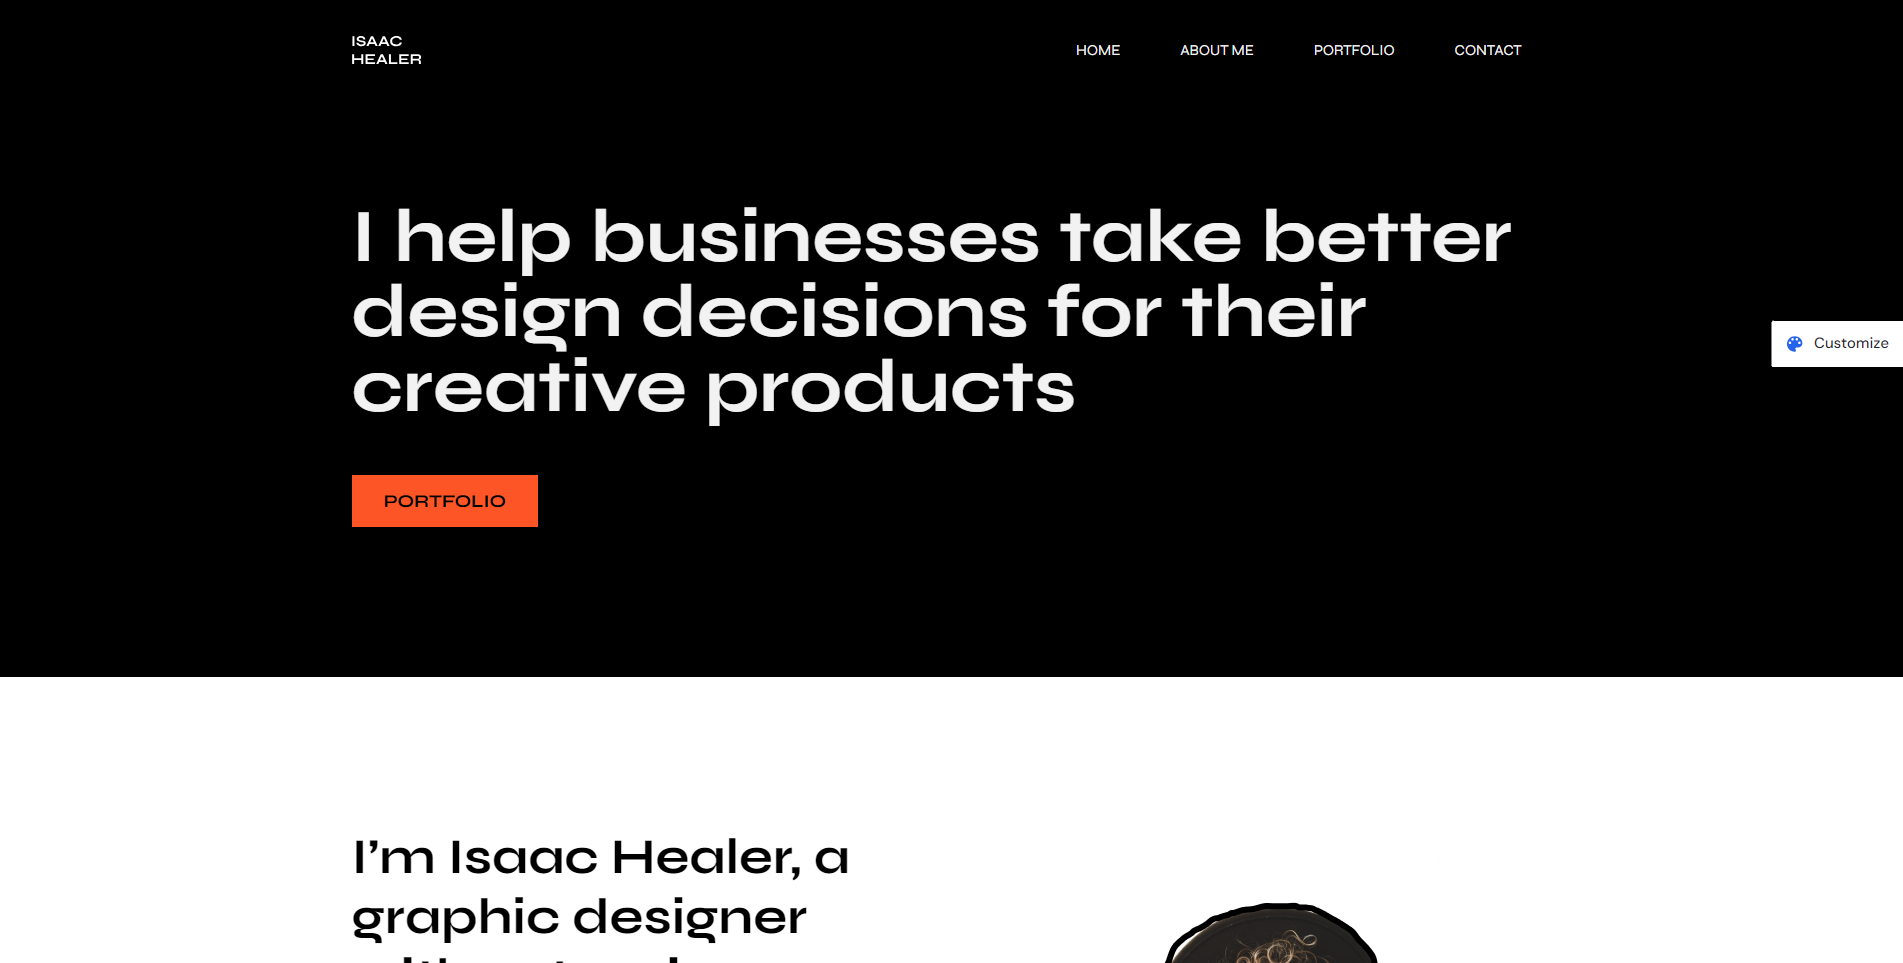 ISAAC
HEALER
HOME
ABOUT ME
PORTFOLIO
CONTACT
I help businesses take better
design decisions for their
creative products
Customize
PORTFOLIO
I’m Isaac Healer, a
graphic designer